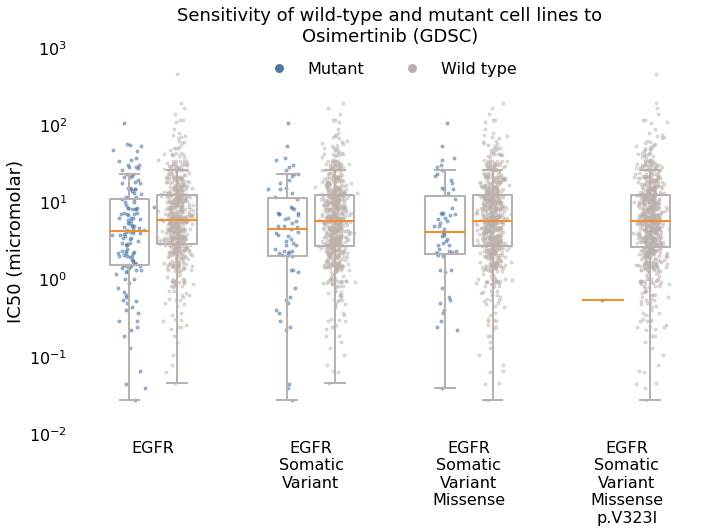 Sensitivity of wild-type and mutant cell lines to
Osimertinib (GDSC)
Mutant
Wild type
IC50 (micromolar)
10³
10²
10¹
10⁰
10⁻¹
10⁻²
EGFR
EGFR
Somatic
Variant
EGFR
Somatic
Variant
Missense
EGFR
Somatic
Variant
Missense
p.V323I